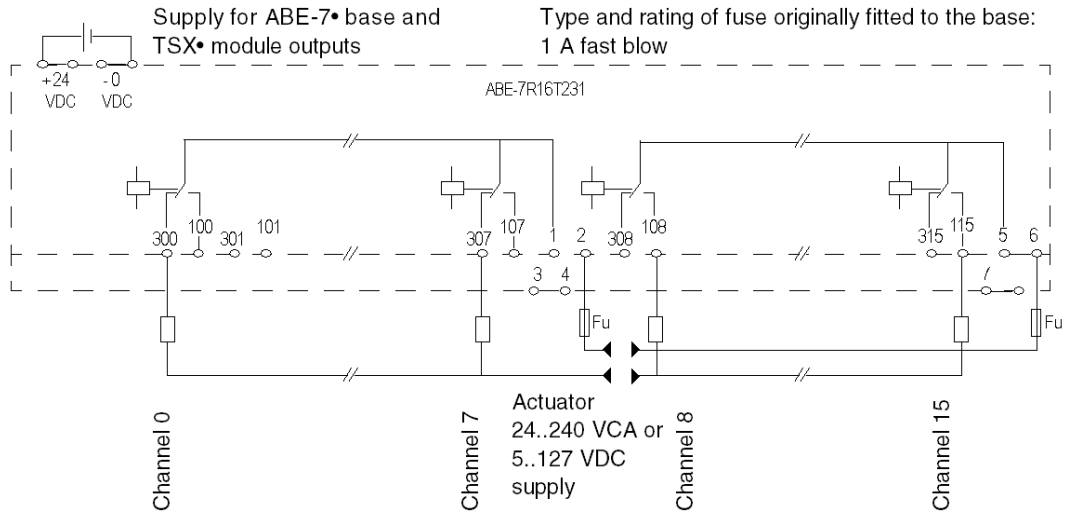 Supply for ABE-7• base and
TSX• module outputs
Type and rating of fuse originally fitted to the base:
1 A fast blow
+24
VDC
-0
VDC
ABE-7R16T231
300
100
301
101
307
107
1
2
308
108
315
115
5
6
3
4
Fu
Fu
Channel 0
Channel 7
Actuator
24..240 VCA or
5..127 VDC
supply
Channel 8
Channel 15